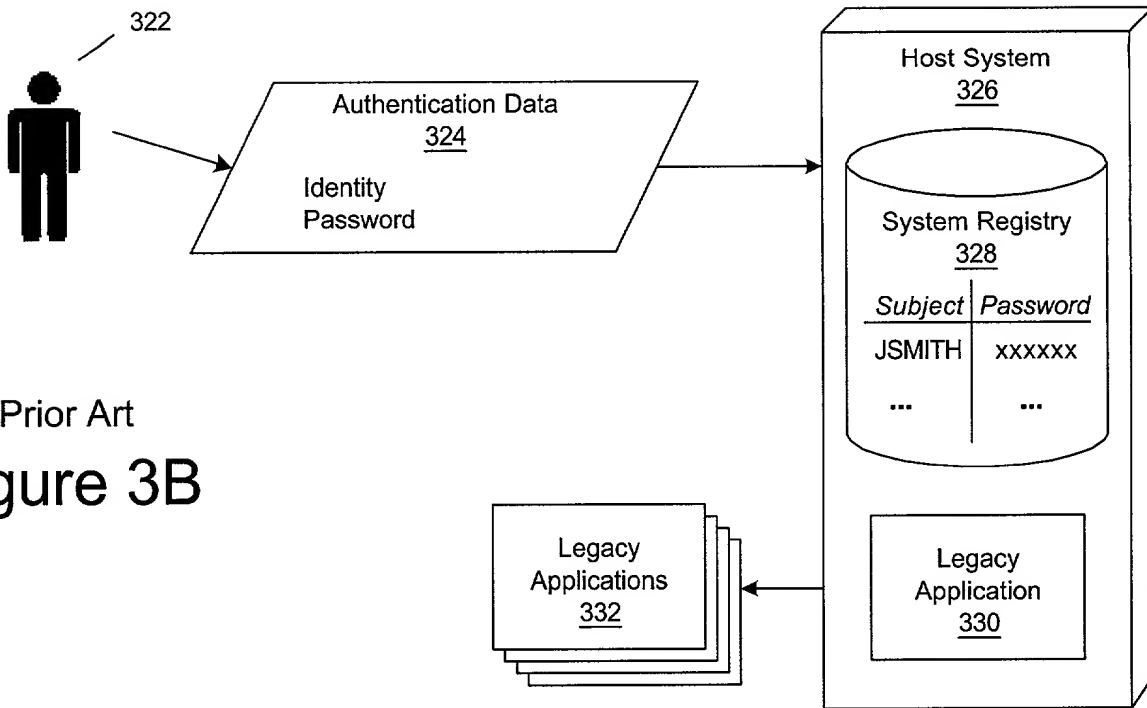 322
Authentication Data
324
Identity
Password
Host System
326
System Registry
328
Subject Password
JSMITH xxxxxx
... ...
Prior Art
gure 3B
Legacy
Applications
332
Legacy
Application
330